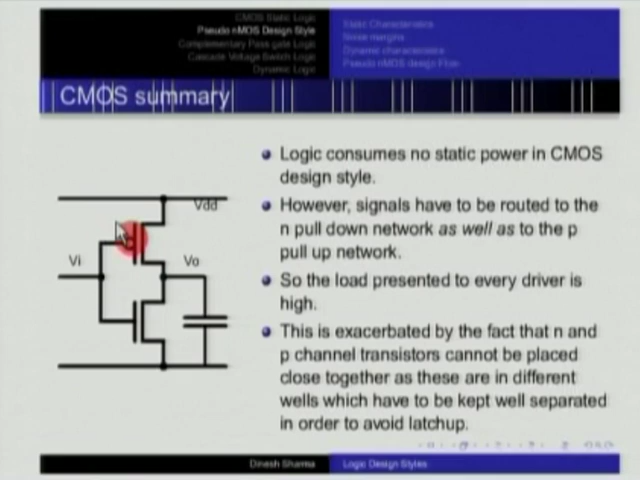 CMOS Static Logic
Pseudo nMOS Design Style
Complementary Pass gate Logic
Cascade Voltage Switch Logic
Dynamic Logic
Static Characteristics
Noise margins
Dynamic characteristics
Pseudo nMOS design Flow
CMOS summary
Logic consumes no static power in CMOS
design style.
However, signals have to be routed to the
n pull down network as well as to the p
pull up network.
So the load presented to every driver is
high.
This is exacerbated by the fact that n and
p channel transistors cannot be placed
close together as these are in different
wells which have to be kept well separated
in order to avoid latchup.
Vdd
Vi
Vo
Dinesh Sharma
Logic Design Styles